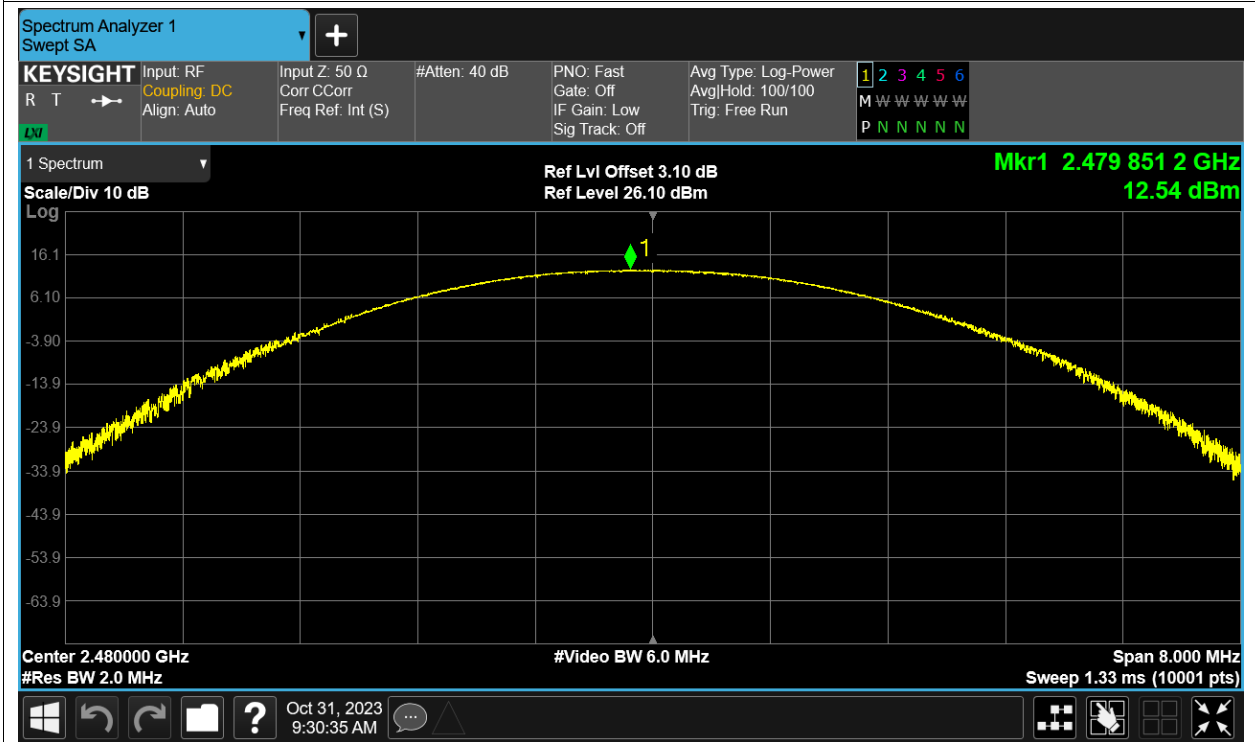 Spectrum Analyzer 1
Swept SA
+
KEYSIGHT
R T
LXI
Input: RF
Coupling: DC
Align: Auto
Input Z: 50 Ω
Corr CCorr
Freq Ref: Int (S)
#Atten: 40 dB
PNO: Fast
Gate: Off
IF Gain: Low
Sig Track: Off
Avg Type: Log-Power
Avg|Hold: 100/100
Trig: Free Run
1 2 3 4 5 6
M W W W W W
P N N N N N
1 Spectrum
Scale/Div 10 dB
Log
Ref Lvl Offset 3.10 dB
Ref Level 26.10 dBm
Mkr1 2.479 851 2 GHz
12.54 dBm
1
16.1
6.10
-3.90
-13.9
-23.9
-33.9
-43.9
-53.9
-63.9
Center 2.480000 GHz
#Res BW 2.0 MHz
#Video BW 6.0 MHz
Span 8.000 MHz
Sweep 1.33 ms (10001 pts)
?
Oct 31, 2023
9:30:35 AM